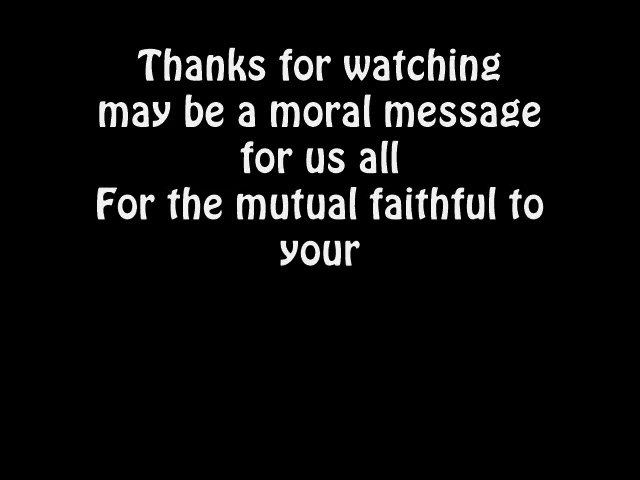 Thanks for watching
may be a moral message
for us all
For the mutual faithful to
your